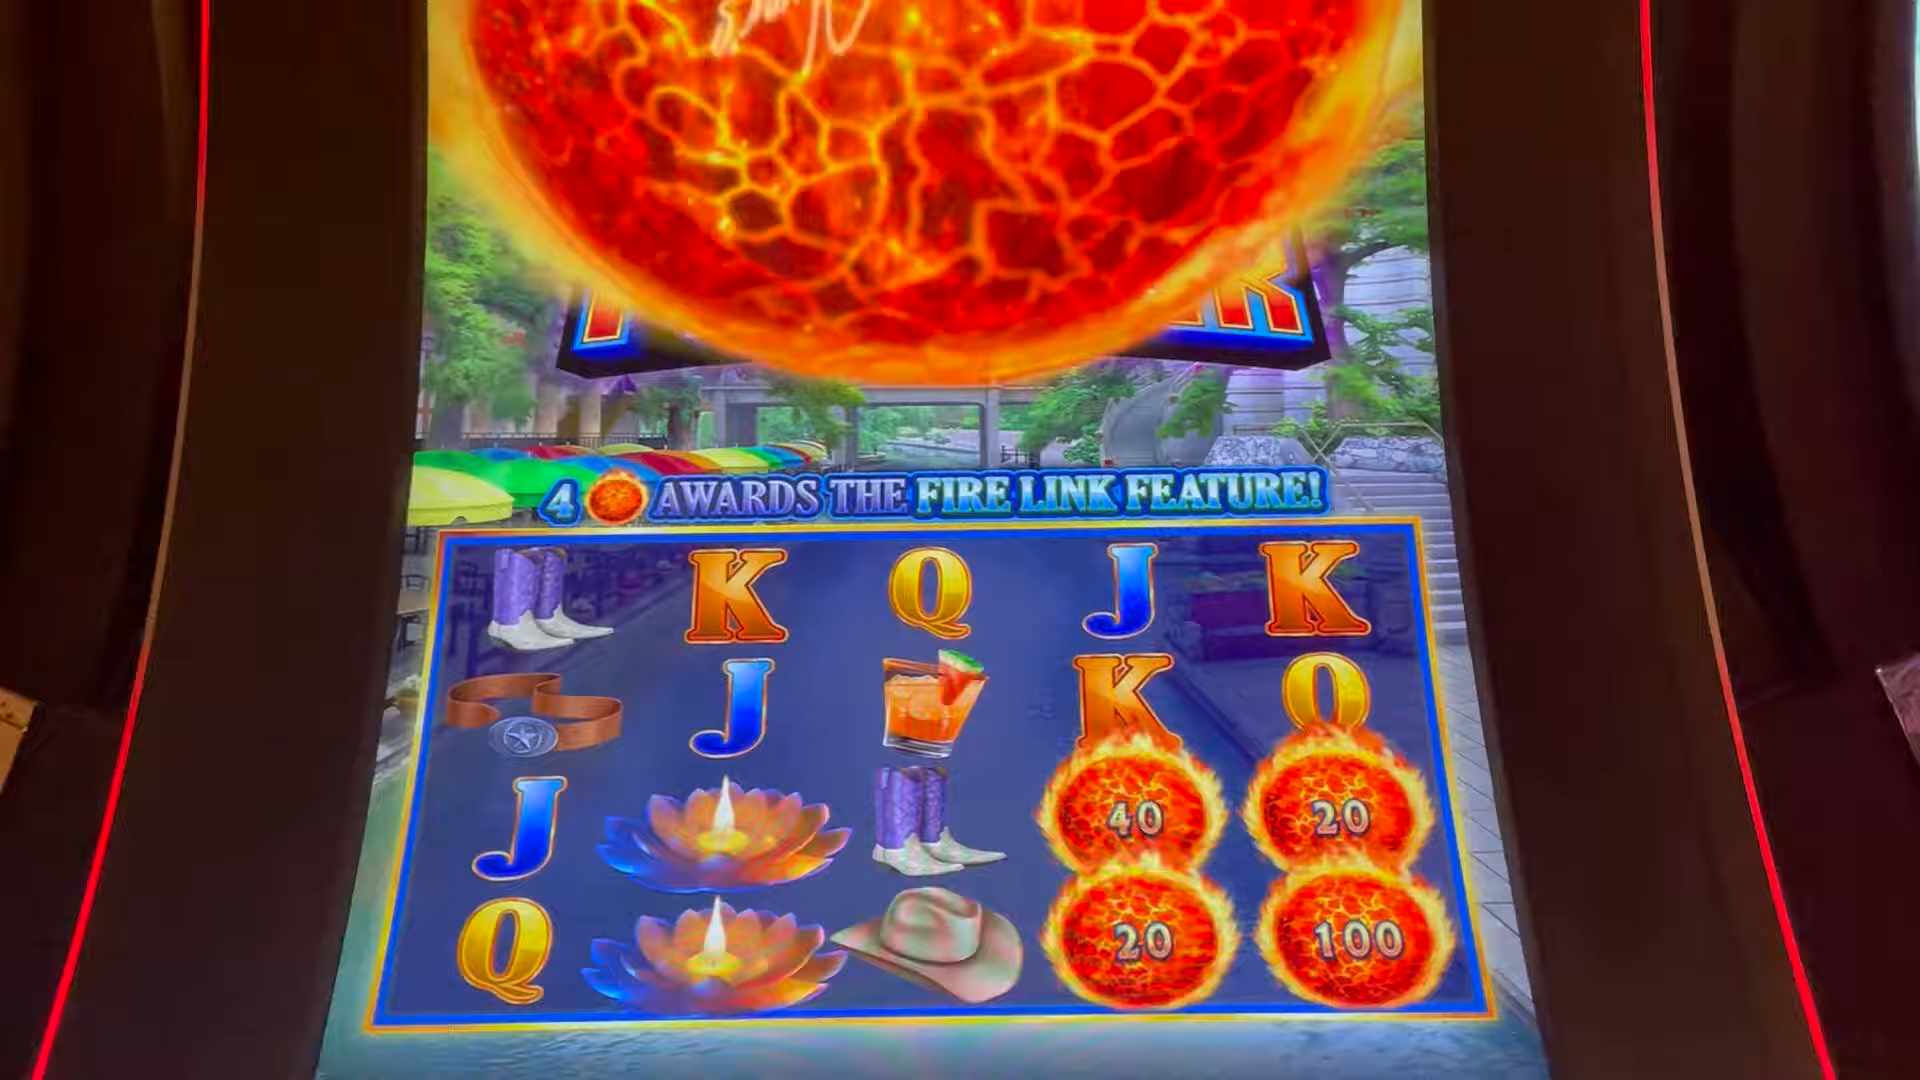 4 AWARDS THE FIRE LINK FEATURE!
K Q J K
J K Q
J 40 20
Q 20 100